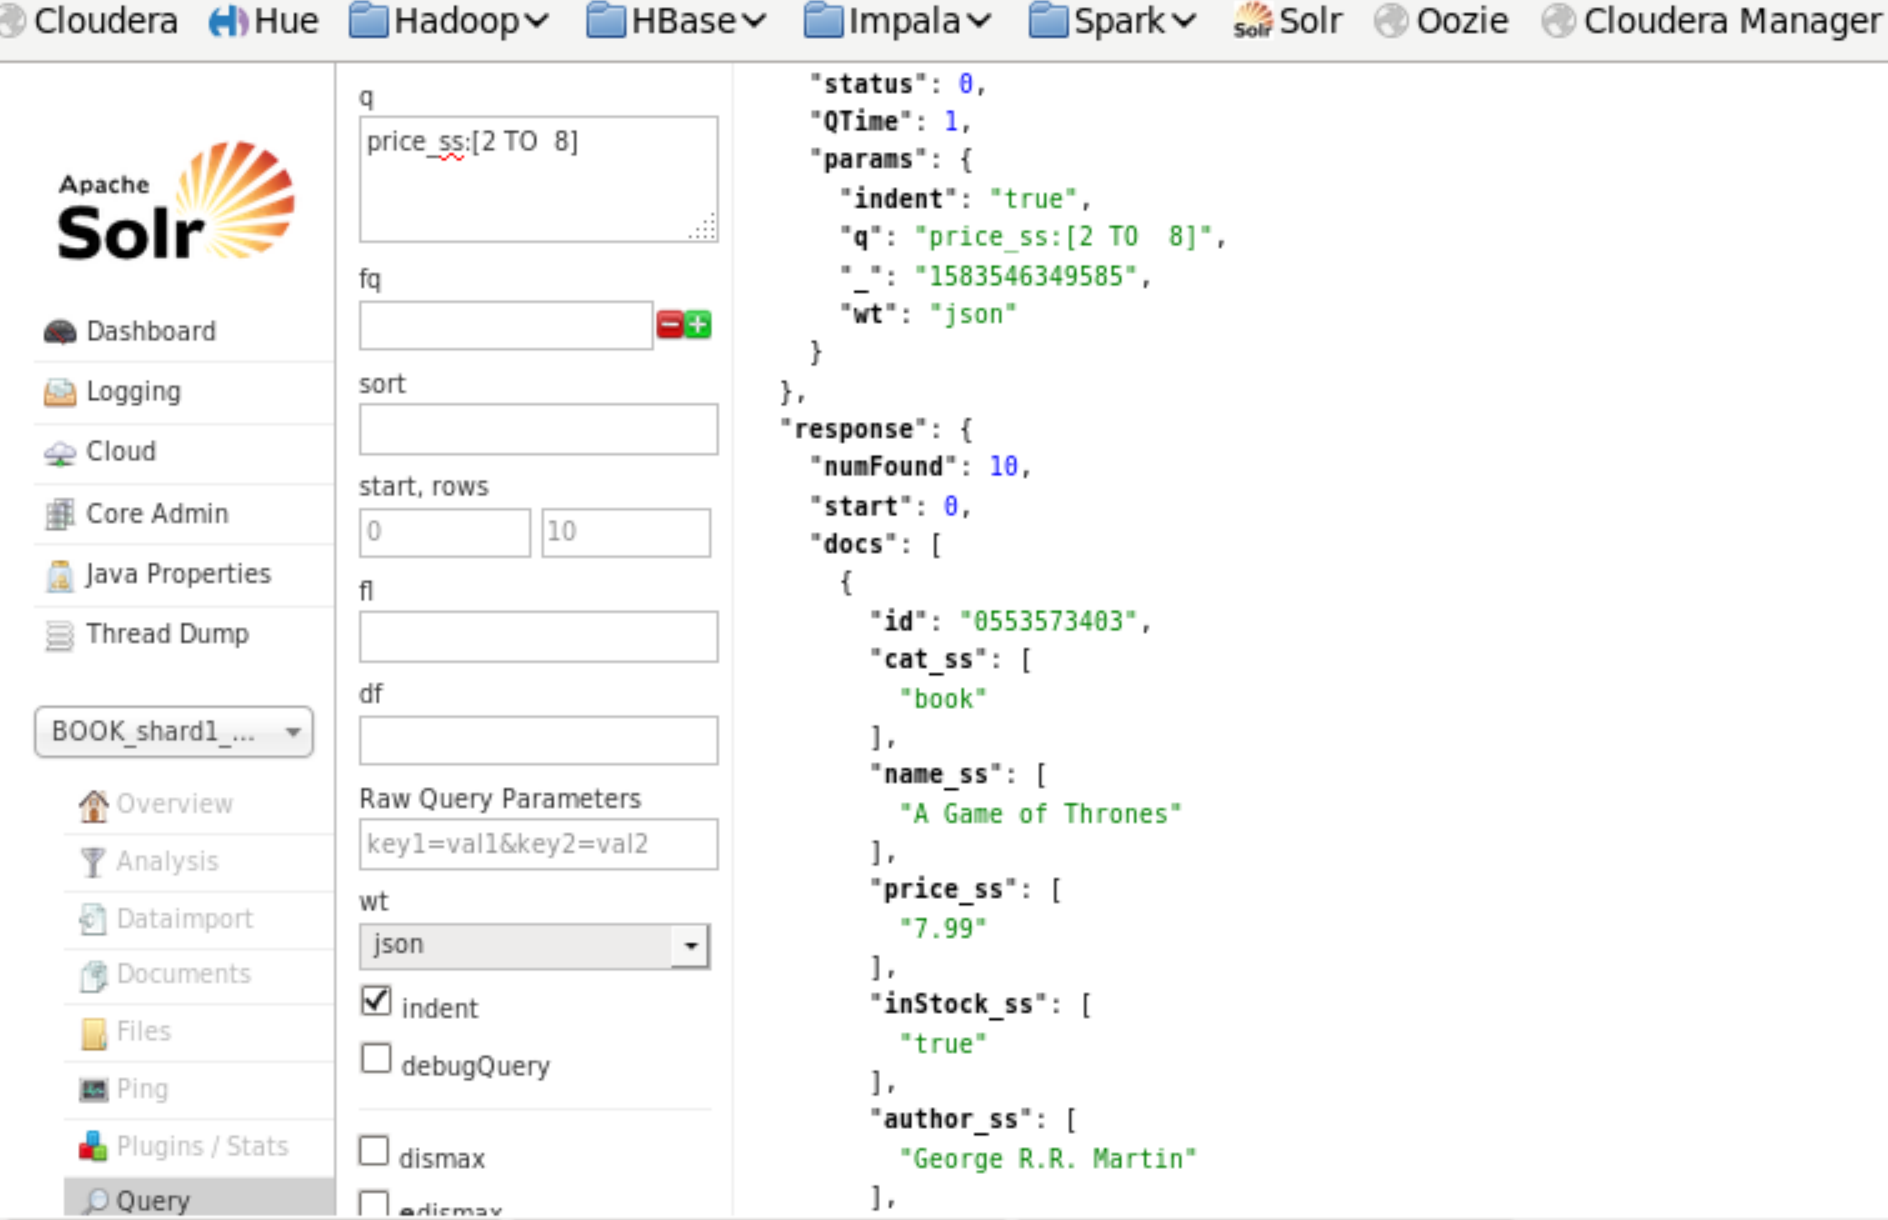 Cloudera Hue Hadoop HBase Impala Spark Solr Solr Oozie Cloudera Manager
Apache
Solr
Dashboard
Logging
Cloud
Core Admin
Java Properties
Thread Dump
BOOK_shard1_...
Overview
Analysis
Dataimport
Documents
Files
Ping
Plugins / Stats
Query
q
price_ss:[2 TO  8]
fq
sort
start, rows
0 10
fl
df
Raw Query Parameters
key1=val1&key2=val2
wt
json
indent
debugQuery
dismax
edismax
"status": 0,
"QTime": 1,
"params": {
"indent": "true",
"q": "price_ss:[2 TO  8]",
"_": "1583546349585",
"wt": "json"
}
},
"response": {
"numFound": 10,
"start": 0,
"docs": [
{
"id": "0553573403",
"cat_ss": [
"book"
],
"name_ss": [
"A Game of Thrones"
],
"price_ss": [
"7.99"
],
"inStock_ss": [
"true"
],
"author_ss": [
"George R.R. Martin"
],